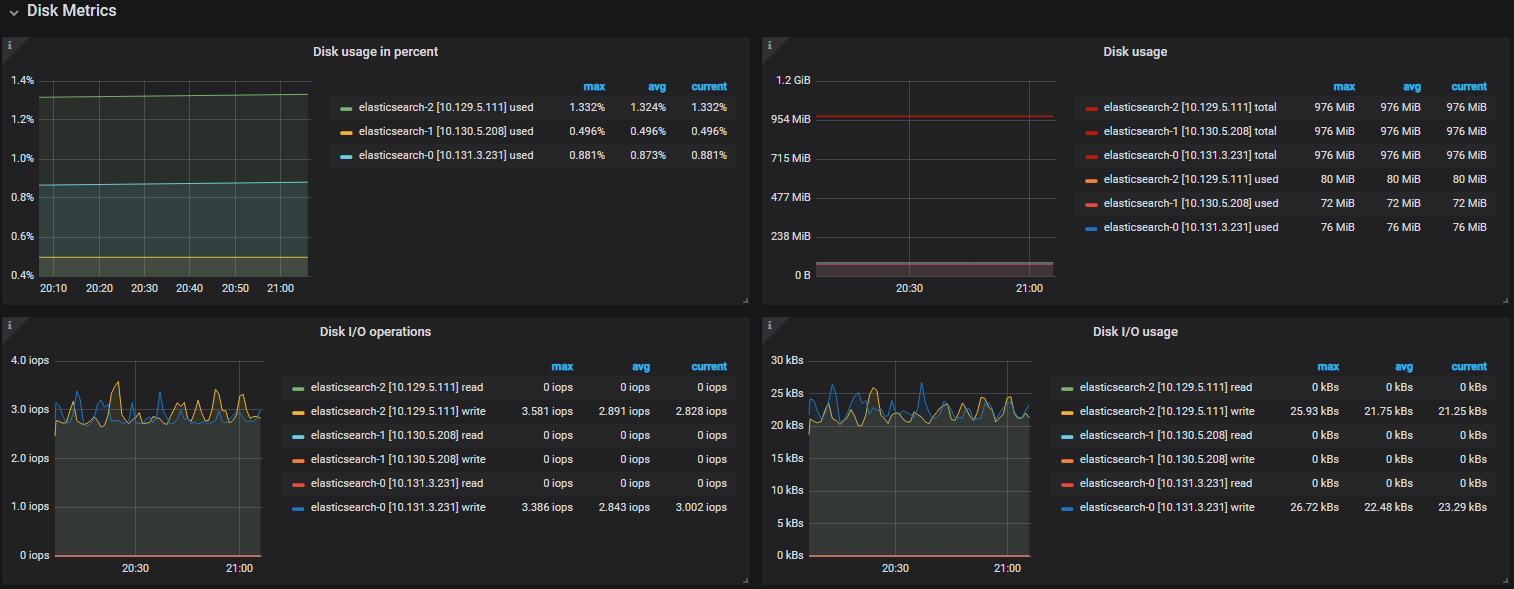 Disk Metrics
i
Disk usage in percent
1.4%
1.2%
1.0%
0.8%
0.6%
0.4%
20:10 20:20 20:30 20:40 20:50 21:00
max avg current
elasticsearch-2 [10.129.5.111] used 1.332% 1.324% 1.332%
elasticsearch-1 [10.130.5.208] used 0.496% 0.496% 0.496%
elasticsearch-0 [10.131.3.231] used 0.881% 0.873% 0.881%
i
Disk usage
1.2 GiB
954 MiB
715 MiB
477 MiB
238 MiB
0 B
20:30 21:00
max avg current
elasticsearch-2 [10.129.5.111] total 976 MiB 976 MiB 976 MiB
elasticsearch-1 [10.130.5.208] total 976 MiB 976 MiB 976 MiB
elasticsearch-0 [10.131.3.231] total 976 MiB 976 MiB 976 MiB
elasticsearch-2 [10.129.5.111] used 80 MiB 80 MiB 80 MiB
elasticsearch-1 [10.130.5.208] used 72 MiB 72 MiB 72 MiB
elasticsearch-0 [10.131.3.231] used 76 MiB 76 MiB 76 MiB
i
Disk I/O operations
4.0 iops
3.0 iops
2.0 iops
1.0 iops
0 iops
20:30 21:00
max avg current
elasticsearch-2 [10.129.5.111] read 0 iops 0 iops 0 iops
elasticsearch-2 [10.129.5.111] write 3.581 iops 2.891 iops 2.828 iops
elasticsearch-1 [10.130.5.208] read 0 iops 0 iops 0 iops
elasticsearch-1 [10.130.5.208] write 0 iops 0 iops 0 iops
elasticsearch-0 [10.131.3.231] read 0 iops 0 iops 0 iops
elasticsearch-0 [10.131.3.231] write 3.386 iops 2.843 iops 3.002 iops
i
Disk I/O usage
30 kBs
25 kBs
20 kBs
15 kBs
10 kBs
5 kBs
0 kBs
20:30 21:00
max avg current
elasticsearch-2 [10.129.5.111] read 0 kBs 0 kBs 0 kBs
elasticsearch-2 [10.129.5.111] write 25.93 kBs 21.75 kBs 21.25 kBs
elasticsearch-1 [10.130.5.208] read 0 kBs 0 kBs 0 kBs
elasticsearch-1 [10.130.5.208] write 0 kBs 0 kBs 0 kBs
elasticsearch-0 [10.131.3.231] read 0 kBs 0 kBs 0 kBs
elasticsearch-0 [10.131.3.231] write 26.72 kBs 22.48 kBs 23.29 kBs